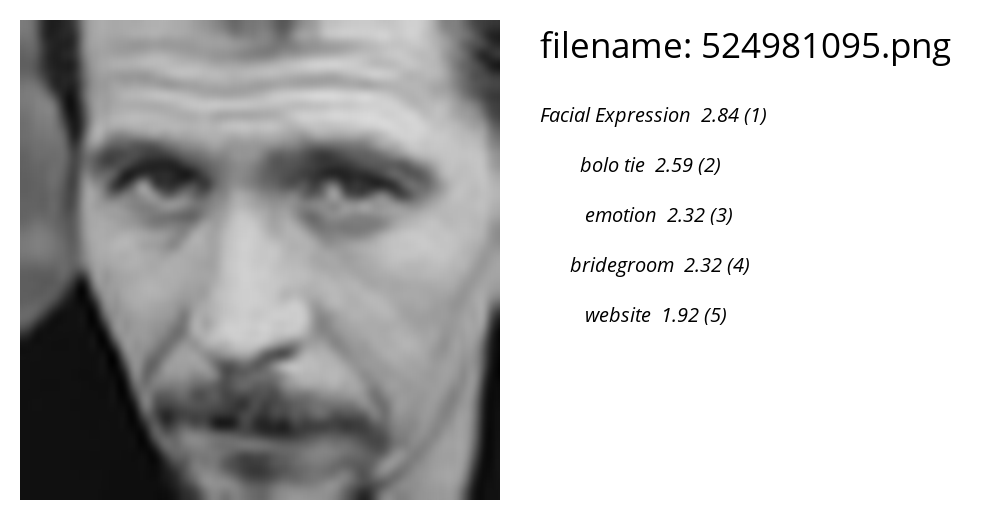 filename: 524981095.png
Facial Expression 2.84 (1)
bolo tie 2.59 (2)
emotion 2.32 (3)
bridegroom 2.32 (4)
website 1.92 (5)